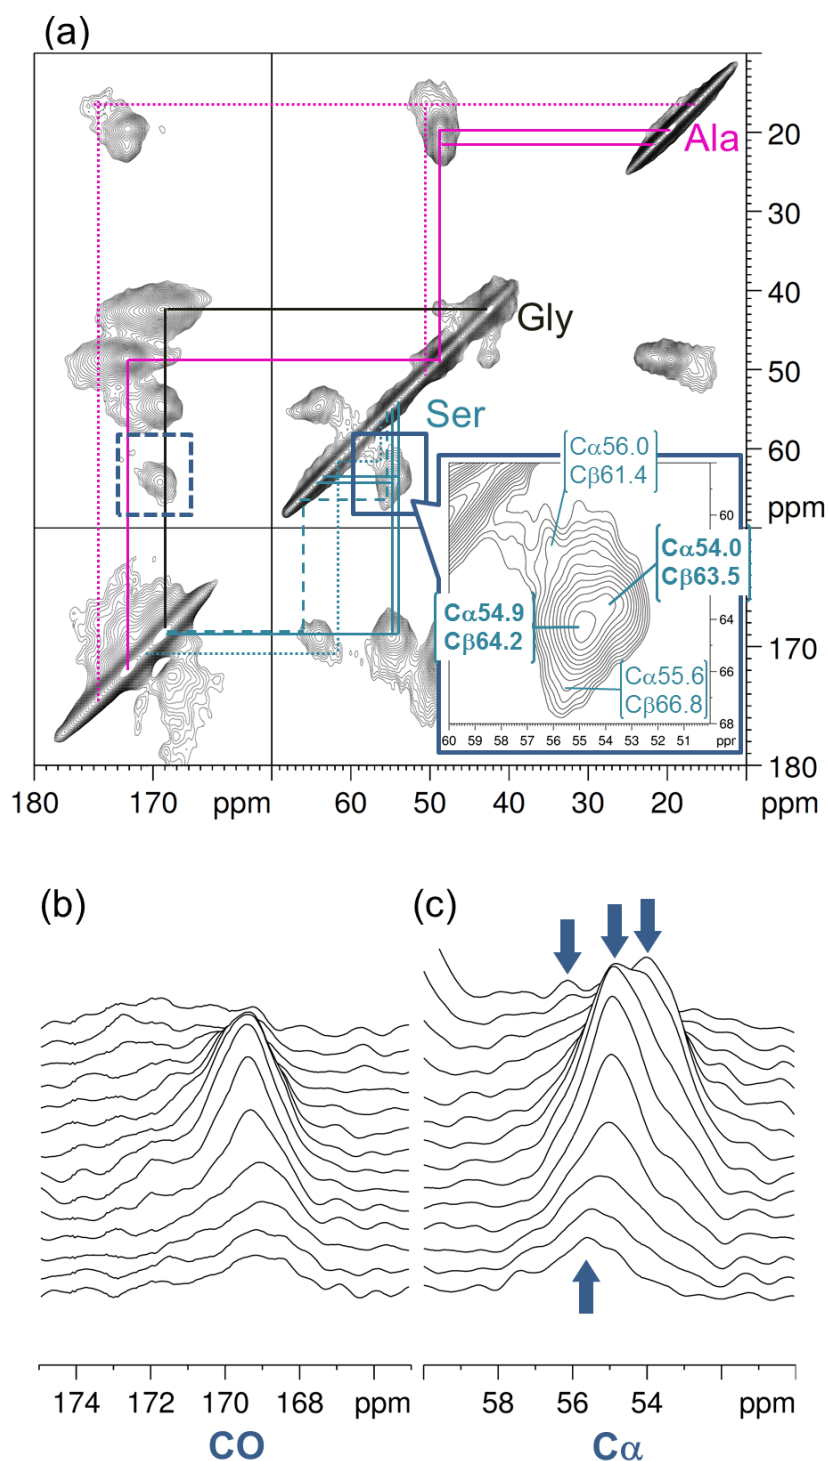 (a)
20
30
40
50
60
ppm
170
180
Ala
Gly
Ser
Cα56.0
Cβ61.4
Cα54.0
Cβ63.5
Cα54.9
Cβ64.2
Cα55.6
Cβ66.8
60
62
64
66
68
60 59 58 57 56 55 54 53 52 51 ppr
180 170 ppm 60 50 40 30 20 ppm
(b)
(c)
174 172 170 168 ppm
58 56 54 ppm
CO
Cα